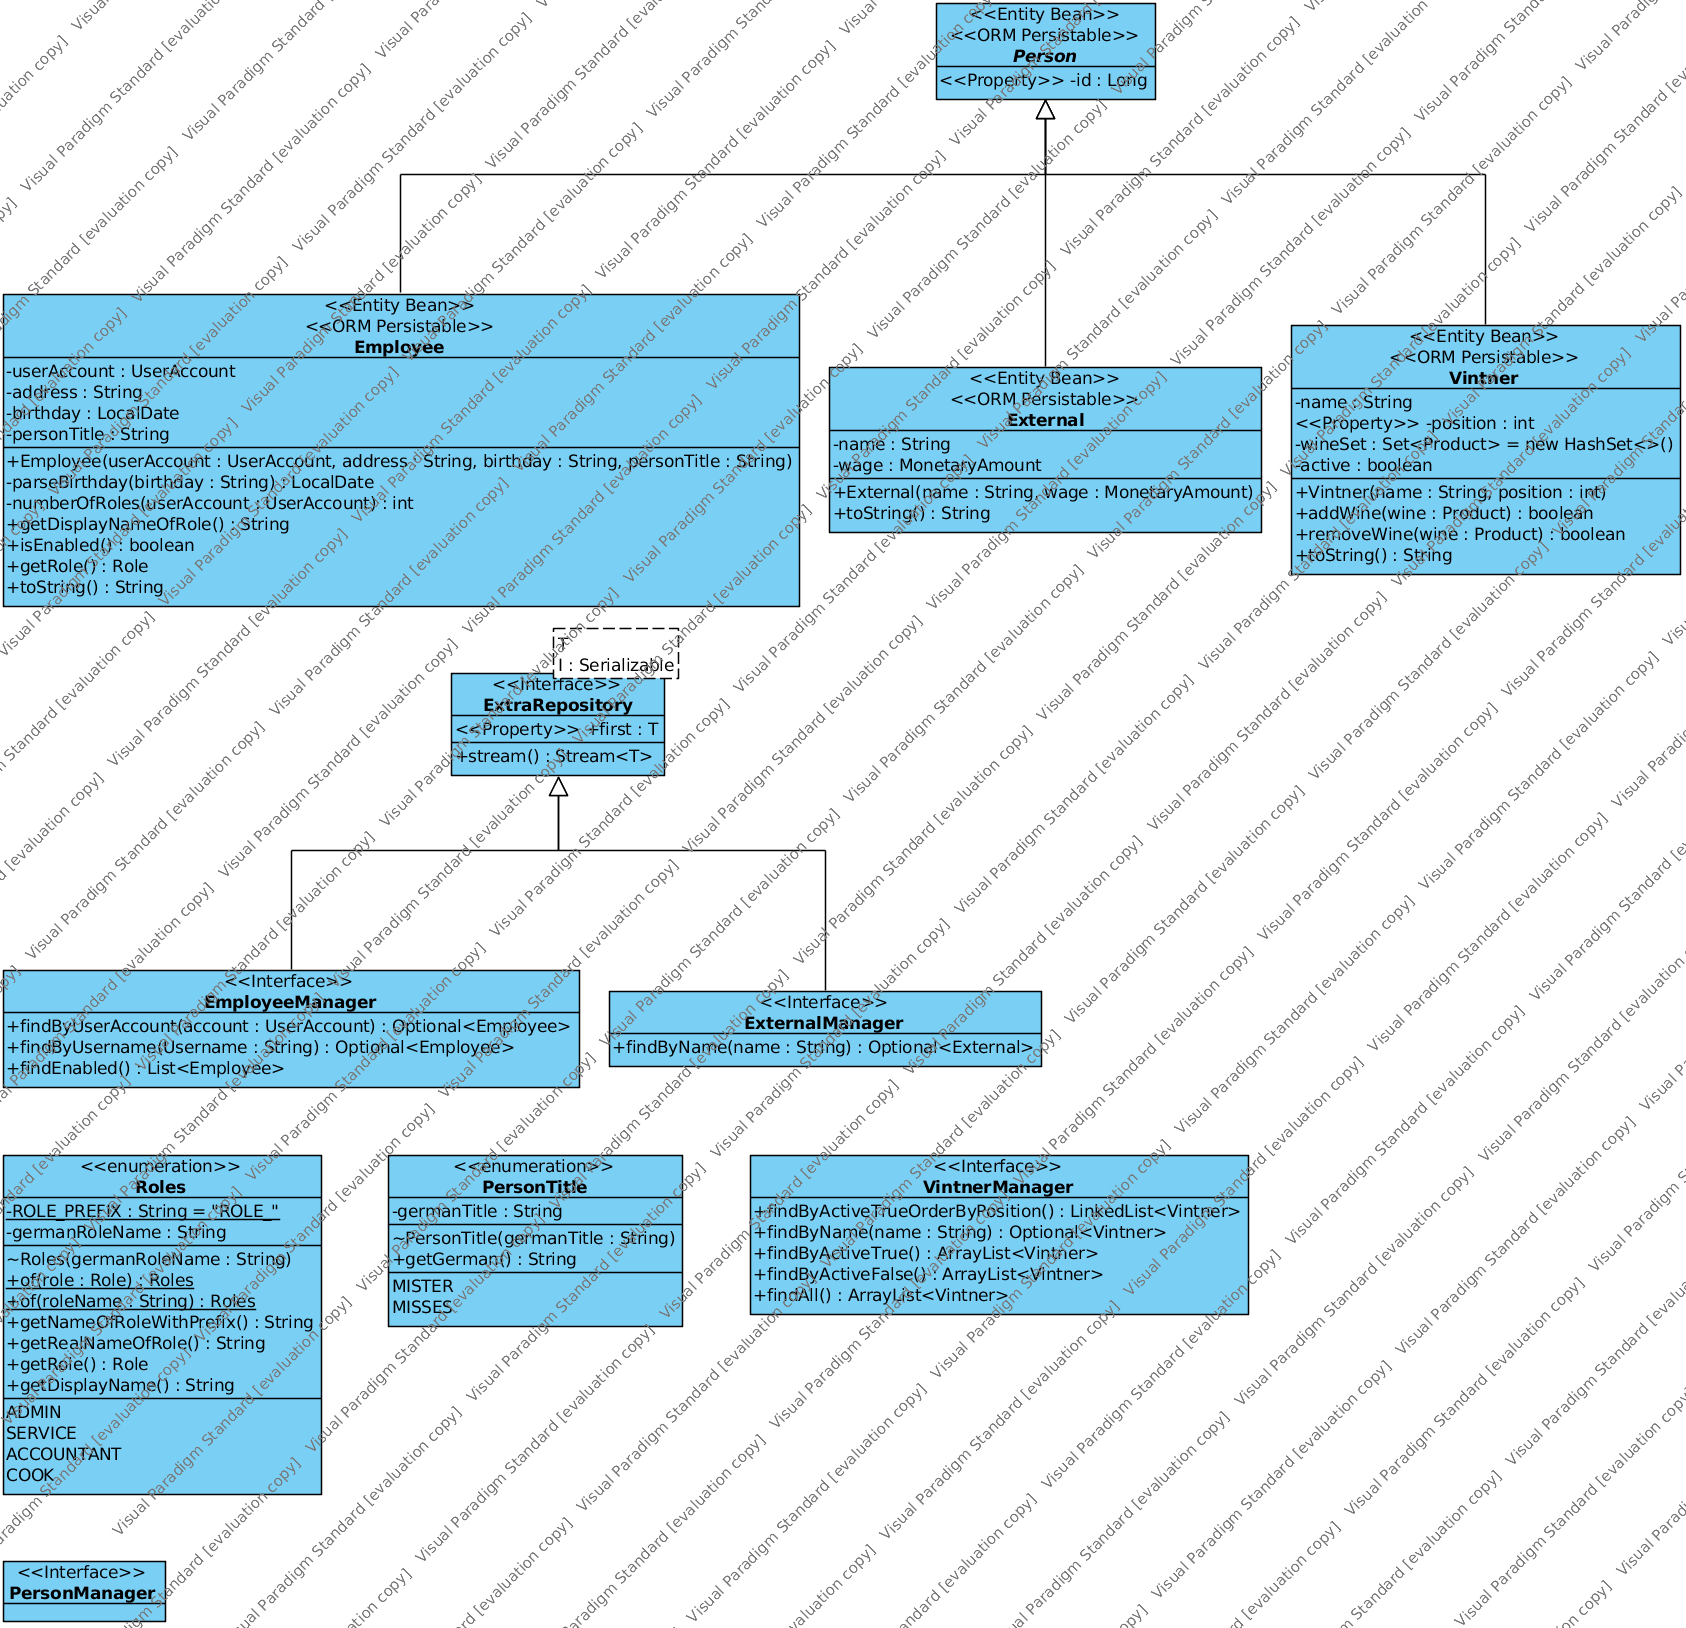 <<Entity Bean>>
<<ORM Persistable>>
Person
<<Property>> -id : Long
<<Entity Bean>>
<<ORM Persistable>>
Employee
-userAccount : UserAccount
-address : String
-birthday : LocalDate
-personTitle : String
+Employee(userAccount : UserAccount, address : String, birthday : String, personTitle : String)
-parseBirthday(birthday : String) : LocalDate
-numberOfRoles(userAccount : UserAccount) : int
+getDisplayNameOfRole() : String
+isEnabled() : boolean
+getRole() : Role
+toString() : String
<<Entity Bean>>
<<ORM Persistable>>
External
-name : String
-wage : MonetaryAmount
+External(name : String, wage : MonetaryAmount)
+toString() : String
<<Entity Bean>>
<<ORM Persistable>>
Vintner
-name : String
<<Property>> -position : int
-wineSet : Set<Product> = new HashSet<>()
-active : boolean
+Vintner(name : String, position : int)
+addWine(wine : Product) : boolean
+removeWine(wine : Product) : boolean
+toString() : String
T
I : Serializable
<<Interface>>
ExtraRepository
<<Property>> +first : T
+stream() : Stream<T>
<<Interface>>
EmployeeManager
+findByUserAccount(account : UserAccount) : Optional<Employee>
+findByUsername(Username : String) : Optional<Employee>
+findEnabled() : List<Employee>
<<Interface>>
ExternalManager
+findByName(name : String) : Optional<External>
<<enumeration>>
Roles
-ROLE_PREFIX : String = "ROLE_"
-germanRoleName : String
~Roles(germanRoleName : String)
+of(role : Role) : Roles
+of(roleName : String) : Roles
+getNameOfRoleWithPrefix() : String
+getRealNameOfRole() : String
+getRole() : Role
+getDisplayName() : String
ADMIN
SERVICE
ACCOUNTANT
COOK
<<enumeration>>
PersonTitle
-germanTitle : String
~PersonTitle(germanTitle : String)
+getGerman() : String
MISTER
MISSES
<<Interface>>
VintnerManager
+findByActiveTrueOrderByPosition() : LinkedList<Vintner>
+findByName(name : String) : Optional<Vintner>
+findByActiveTrue() : ArrayList<Vintner>
+findByActiveFalse() : ArrayList<Vintner>
+findAll() : ArrayList<Vintner>
<<Interface>>
PersonManager
Visual Paradigm Standard [evaluation copy]